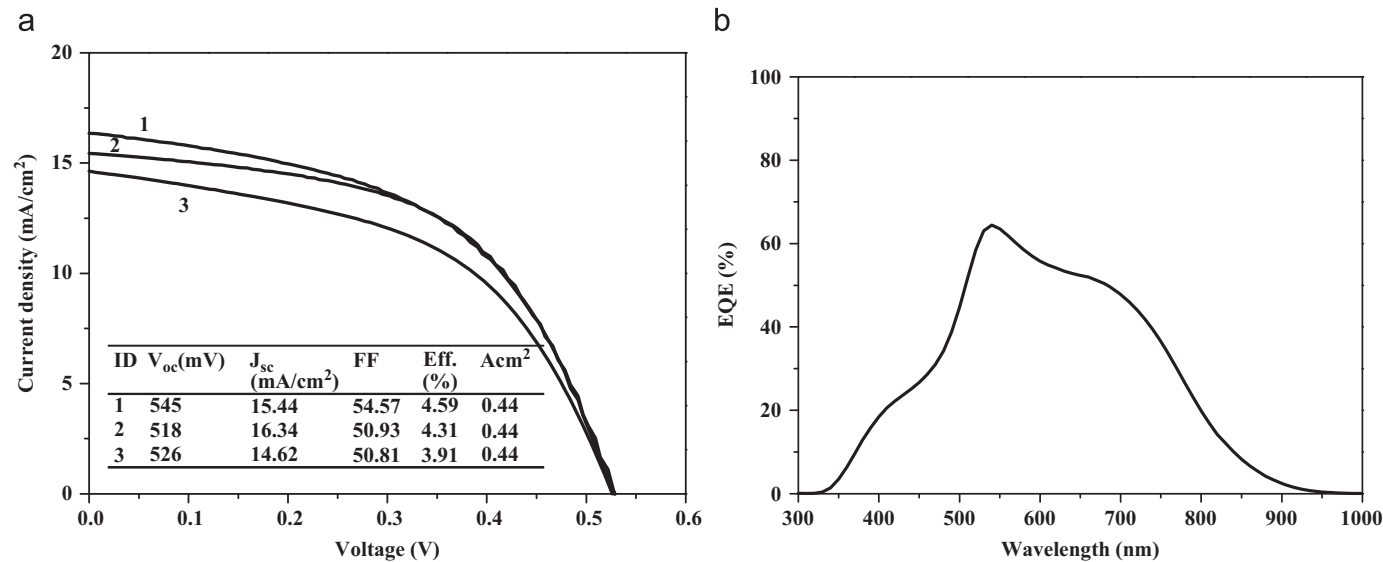 a
20
15
10
5
0
Current density (mA/cm²)
1
2
3
ID Voc(mV) Jsc (mA/cm²) FF Eff. (%) Acm²
1 545 15.44 54.57 4.59 0.44
2 518 16.34 50.93 4.31 0.44
3 526 14.62 50.81 3.91 0.44
0.0 0.1 0.2 0.3 0.4 0.5 0.6
Voltage (V)
b
100
80
60
40
20
0
EQE (%)
300 400 500 600 700 800 900 1000
Wavelength (nm)